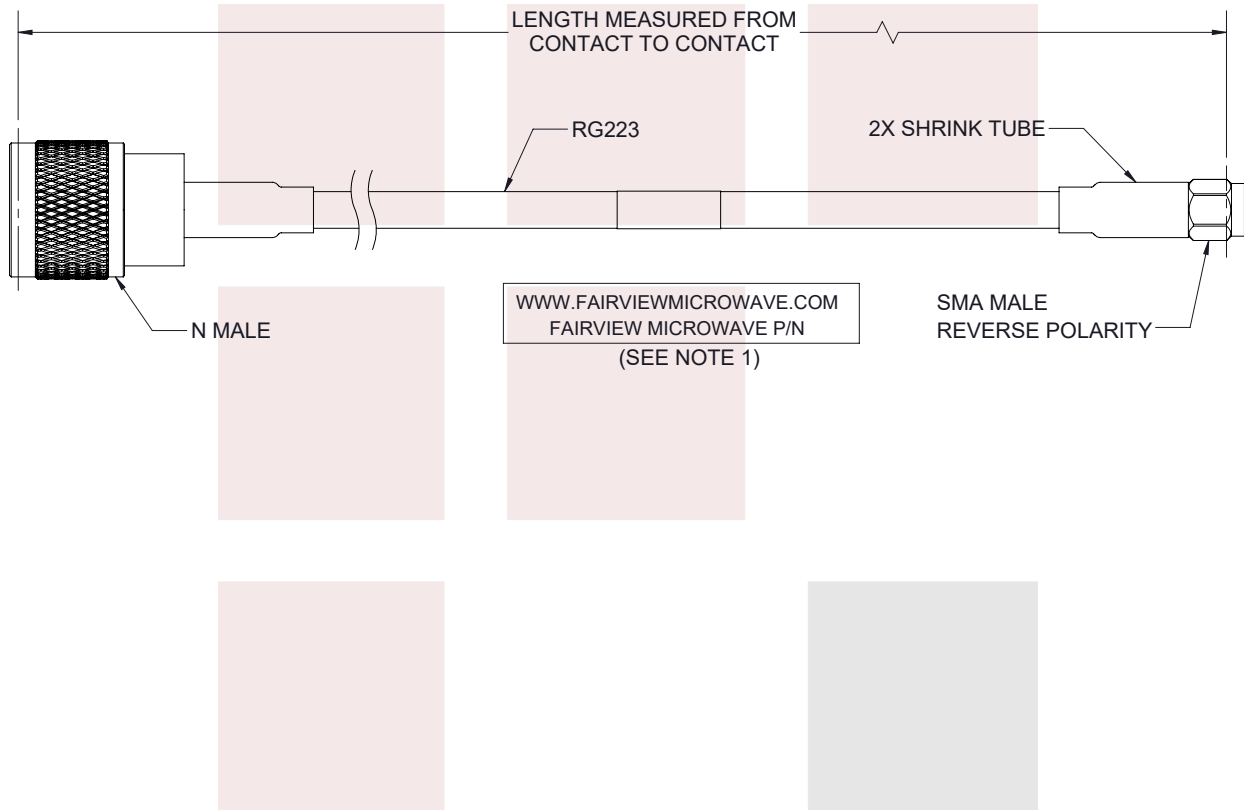 LENGTH MEASURED FROM
CONTACT TO CONTACT
RG223
2X SHRINK TUBE
N MALE
WWW.FAIRVIEWMICROWAVE.COM
FAIRVIEW MICROWAVE P/N
(SEE NOTE 1)
SMA MALE
REVERSE POLARITY